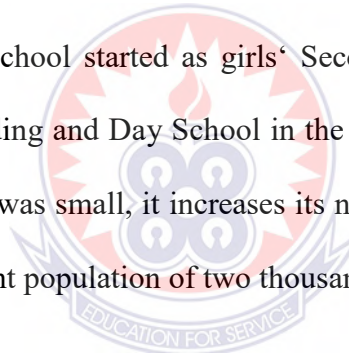 chool started as girls‘ Sec
ing and Day School in the
was small, it increases its n
nt population of two thousan
EDUCATION FOR SERVICE